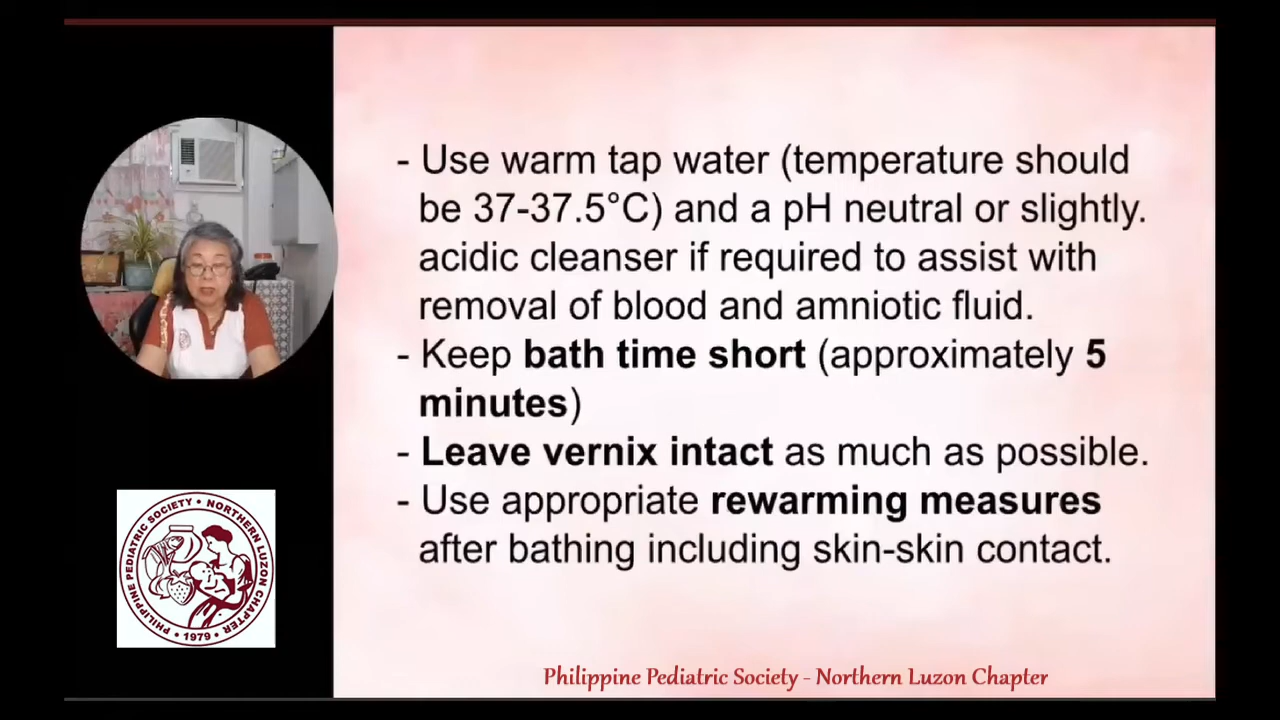 - Use warm tap water (temperature should
be 37-37.5°C) and a pH neutral or slightly.
acidic cleanser if required to assist with
removal of blood and amniotic fluid.
- Keep bath time short (approximately 5
minutes)
- Leave vernix intact as much as possible.
- Use appropriate rewarming measures
after bathing including skin-skin contact.
PHILIPPINE PEDIATRIC SOCIETY • NORTHERN LUZON CHAPTER
• 1979 •
Philippine Pediatric Society - Northern Luzon Chapter